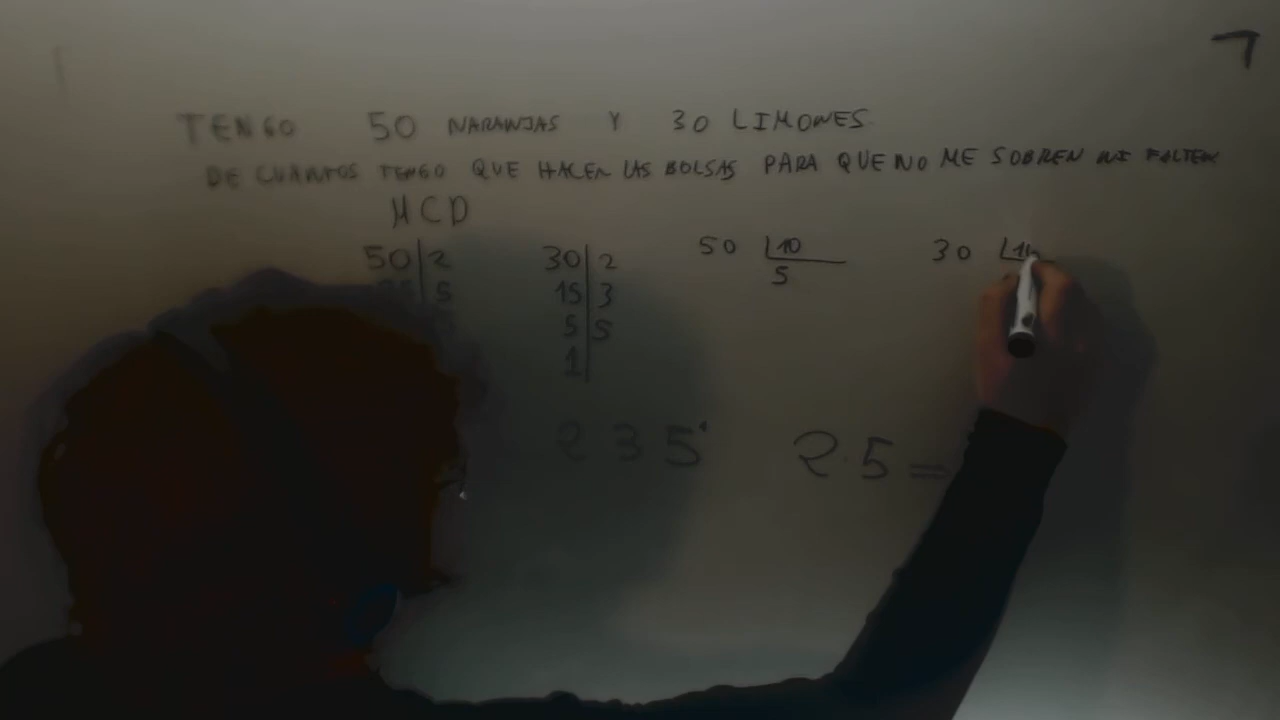 TENGO 50 NARANJAS Y 30 LIMONES.
DE CUANTOS TENGO QUE HACER LAS BOLSAS PARA QUE NO ME SOBREN NI FALTEN
MCD
50 | 2 30 | 2 50 | 10 30
5 15 | 3 5
5 | 5
1
2 3 5 2·5 =